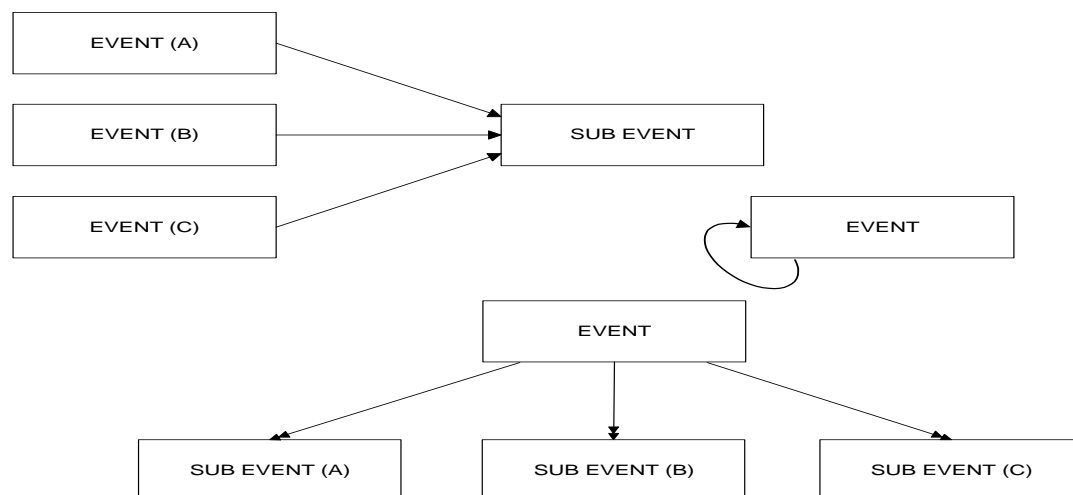 EVENT (A)
EVENT (B)
SUB EVENT
EVENT (C)
EVENT
EVENT
SUB EVENT (A)
SUB EVENT (B)
SUB EVENT (C)